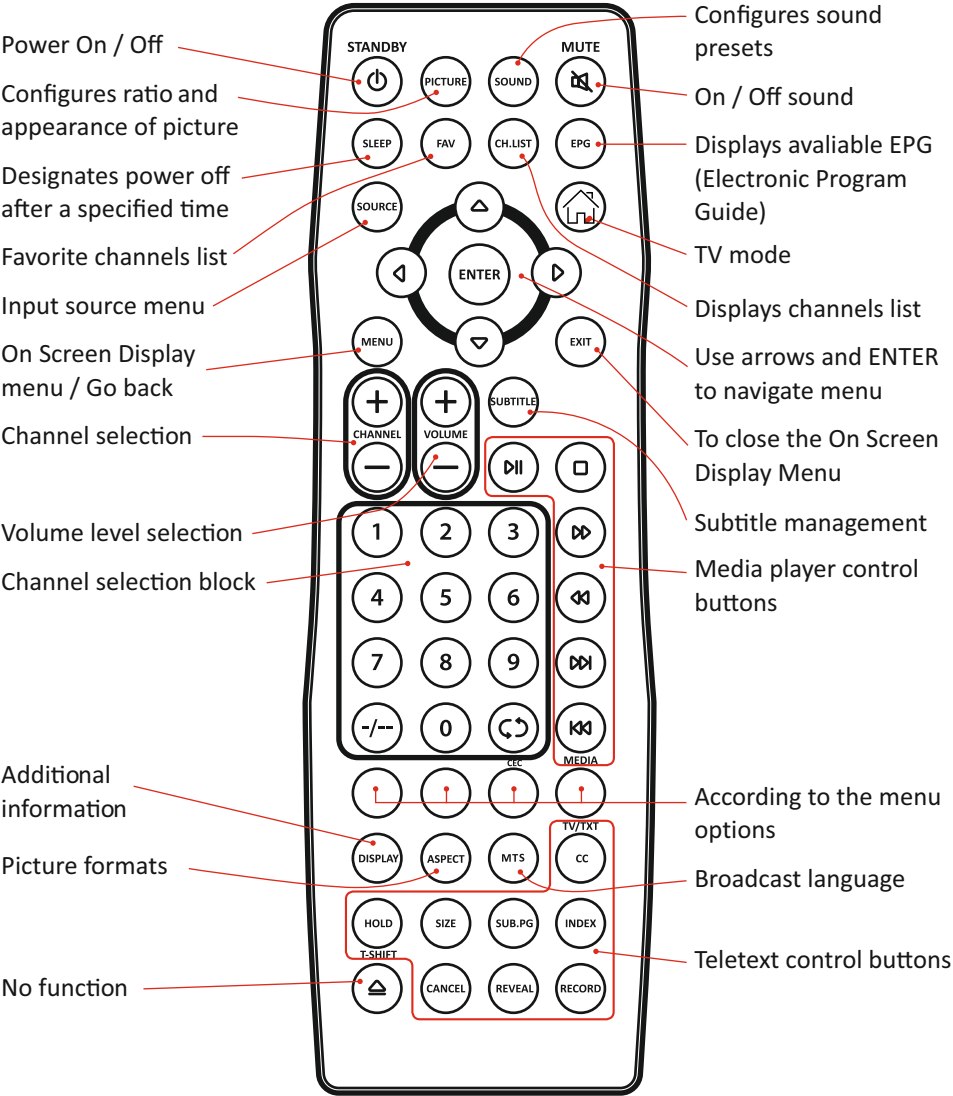 Power On / Off
Configures ratio and
appearance of picture
Designates power off
after a specified time
Favorite channels list
Input source menu
On Screen Display
menu / Go back
Channel selection
Volume level selection
Channel selection block
Additional
information
Picture formats
No function
STANDBY
MUTE
PICTURE
SOUND
SLEEP
FAV
CH.LIST
EPG
SOURCE
ENTER
MENU
EXIT
SUBTITLE
CHANNEL
VOLUME
1
2
3
4
5
6
7
8
9
-/--
0
CEC
MEDIA
TV/TXT
DISPLAY
ASPECT
MTS
CC
HOLD
SIZE
SUB.PG
INDEX
T-SHIFT
CANCEL
REVEAL
RECORD
Configures sound
presets
On / Off sound
Displays avaliable EPG
(Electronic Program
Guide)
TV mode
Displays channels list
Use arrows and ENTER
to navigate menu
To close the On Screen
Display Menu
Subtitle management
Media player control
buttons
According to the menu
options
Broadcast language
Teletext control buttons